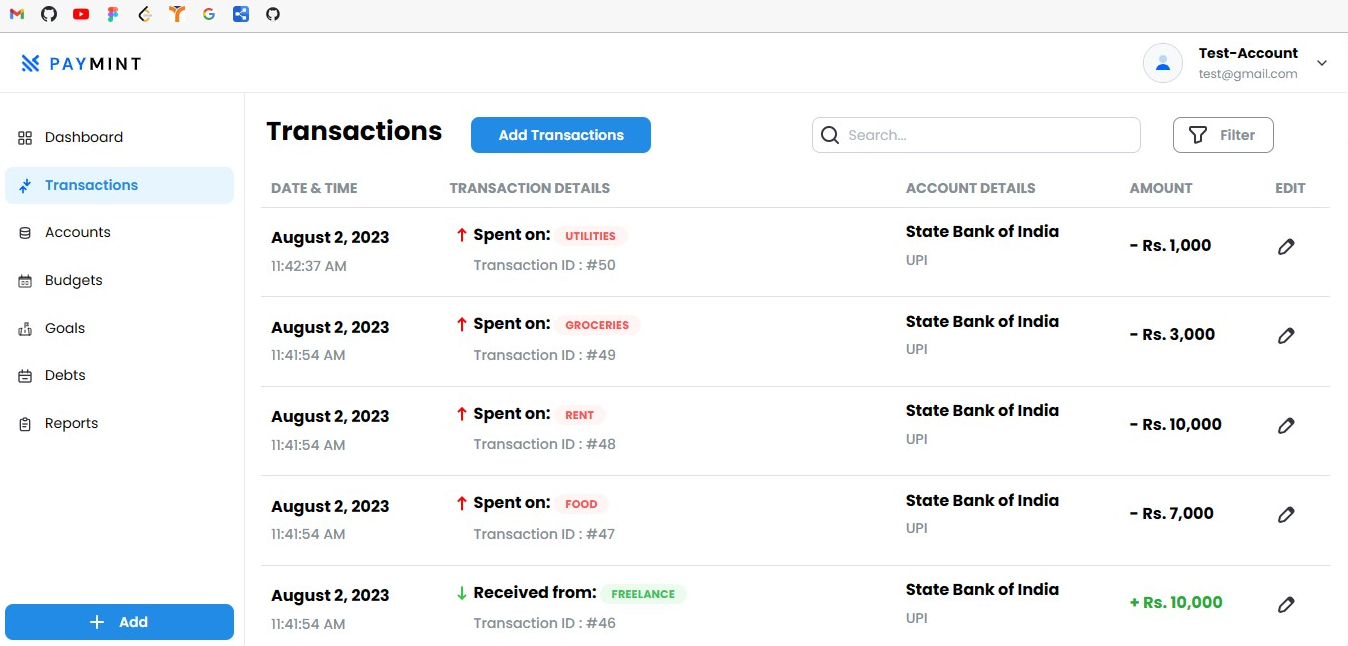 PAYMINT
Test-Account
test@gmail.com
Dashboard
Transactions
Accounts
Budgets
Goals
Debts
Reports
+ Add
Transactions
Add Transactions
Search...
Filter
DATE & TIME TRANSACTION DETAILS ACCOUNT DETAILS AMOUNT EDIT
August 2, 2023 ↑ Spent on: UTILITIES State Bank of India - Rs. 1,000
11:42:37 AM Transaction ID : #50 UPI
August 2, 2023 ↑ Spent on: GROCERIES State Bank of India - Rs. 3,000
11:41:54 AM Transaction ID : #49 UPI
August 2, 2023 ↑ Spent on: RENT State Bank of India - Rs. 10,000
11:41:54 AM Transaction ID : #48 UPI
August 2, 2023 ↑ Spent on: FOOD State Bank of India - Rs. 7,000
11:41:54 AM Transaction ID : #47 UPI
August 2, 2023 ↓ Received from: FREELANCE State Bank of India + Rs. 10,000
11:41:54 AM Transaction ID : #46 UPI